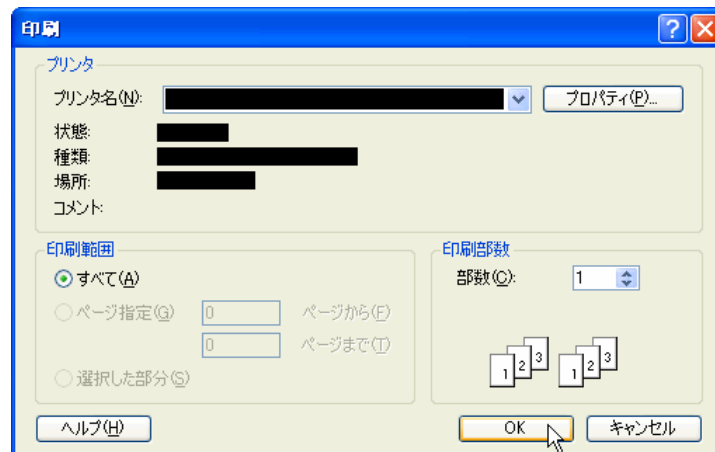 印刷
プリンタ
プリンタ名(N):
プロパティ(P)...
状態:
種類:
場所:
コメント:
印刷範囲
すべて(A)
ページ指定(G) 0 ページから(F)
0 ページまで(T)
選択した部分(S)
印刷部数
部数(C): 1
1 2 3 1 2 3
ヘルプ(H)
OK
キャンセル